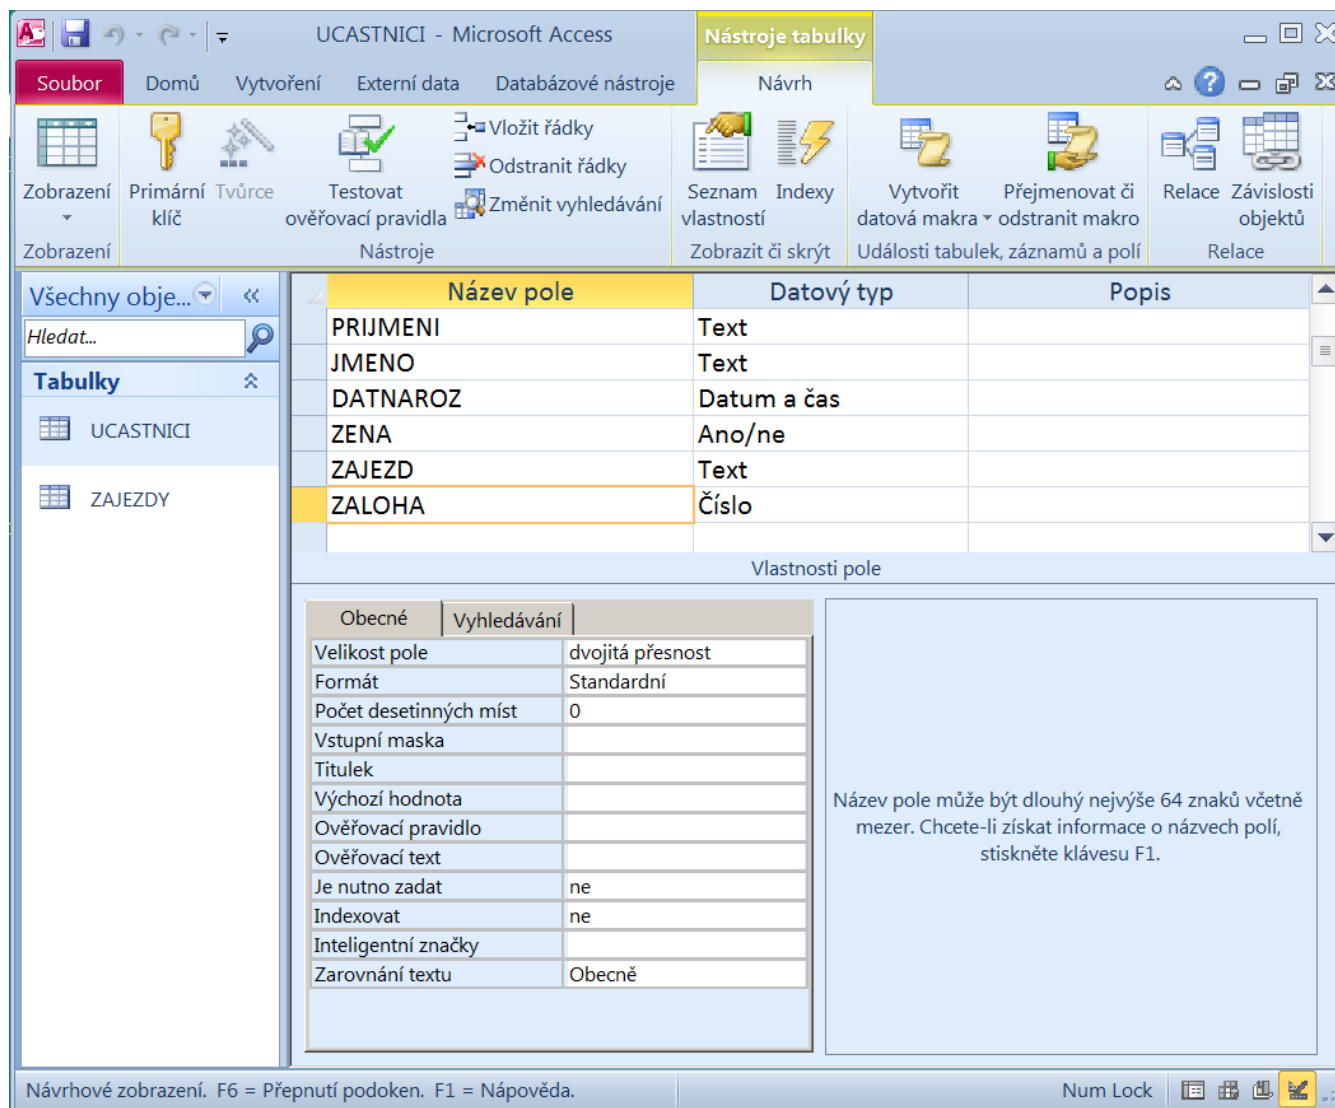 UCASTNICI - Microsoft Access
Nástroje tabulky
Soubor Domů Vytvoření Externí data Databázové nástroje Návrh
Zobrazení
Primární klíč
Tvůrce
Testovat ověřovací pravidla
Vložit řádky
Odstranit řádky
Změnit vyhledávání
Seznam vlastností
Indexy
Vytvořit datová makra
Přejmenovat či odstranit makro
Relace
Závislosti objektů
Zobrazení Nástroje Zobrazit či skrýt Události tabulek, záznamů a polí Relace
Všechny obje...
Hledat...
Tabulky
UCASTNICI
ZAJEZDY
Název pole Datový typ Popis
PRIJMENI Text
JMENO Text
DATNAROZ Datum a čas
ZENA Ano/ne
ZAJEZD Text
ZALOHA Číslo
Vlastnosti pole
Obecné Vyhledávání
Velikost pole dvojitá přesnost
Formát Standardní
Počet desetinných míst 0
Vstupní maska
Titulek
Výchozí hodnota
Ověřovací pravidlo
Ověřovací text
Je nutno zadat ne
Indexovat ne
Inteligentní značky
Zarovnání textu Obecně
Název pole může být dlouhý nejvýše 64 znaků včetně
mezer. Chcete-li získat informace o názvech polí,
stiskněte klávesu F1.
Návrhové zobrazení. F6 = Přepnutí podoken. F1 = Nápověda.
Num Lock